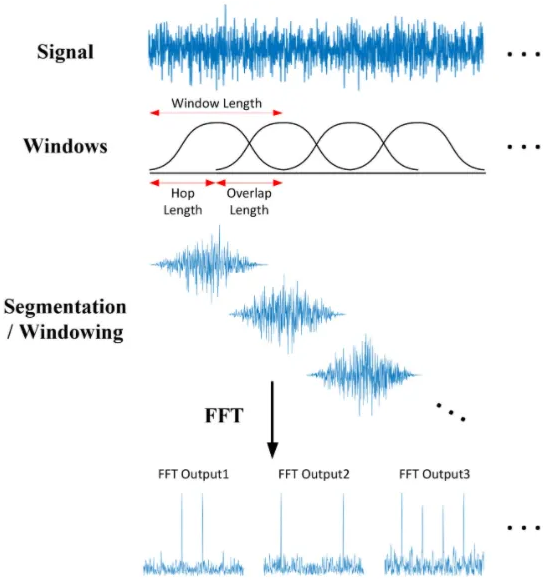 Signal
Window Length
Windows
Hop
Length
Overlap
Length
Segmentation
/ Windowing
FFT
FFT Output1
FFT Output2
FFT Output3